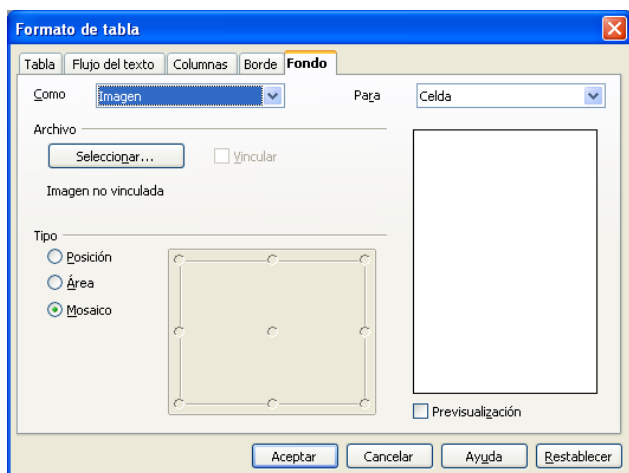 Formato de tabla
Tabla Flujo del texto Columnas Borde Fondo
Como Imagen Para Celda
Archivo
Seleccionar... Vincular
Imagen no vinculada
Tipo
Posición
Área
Mosaico
Previsualización
Aceptar Cancelar Ayuda Restablecer